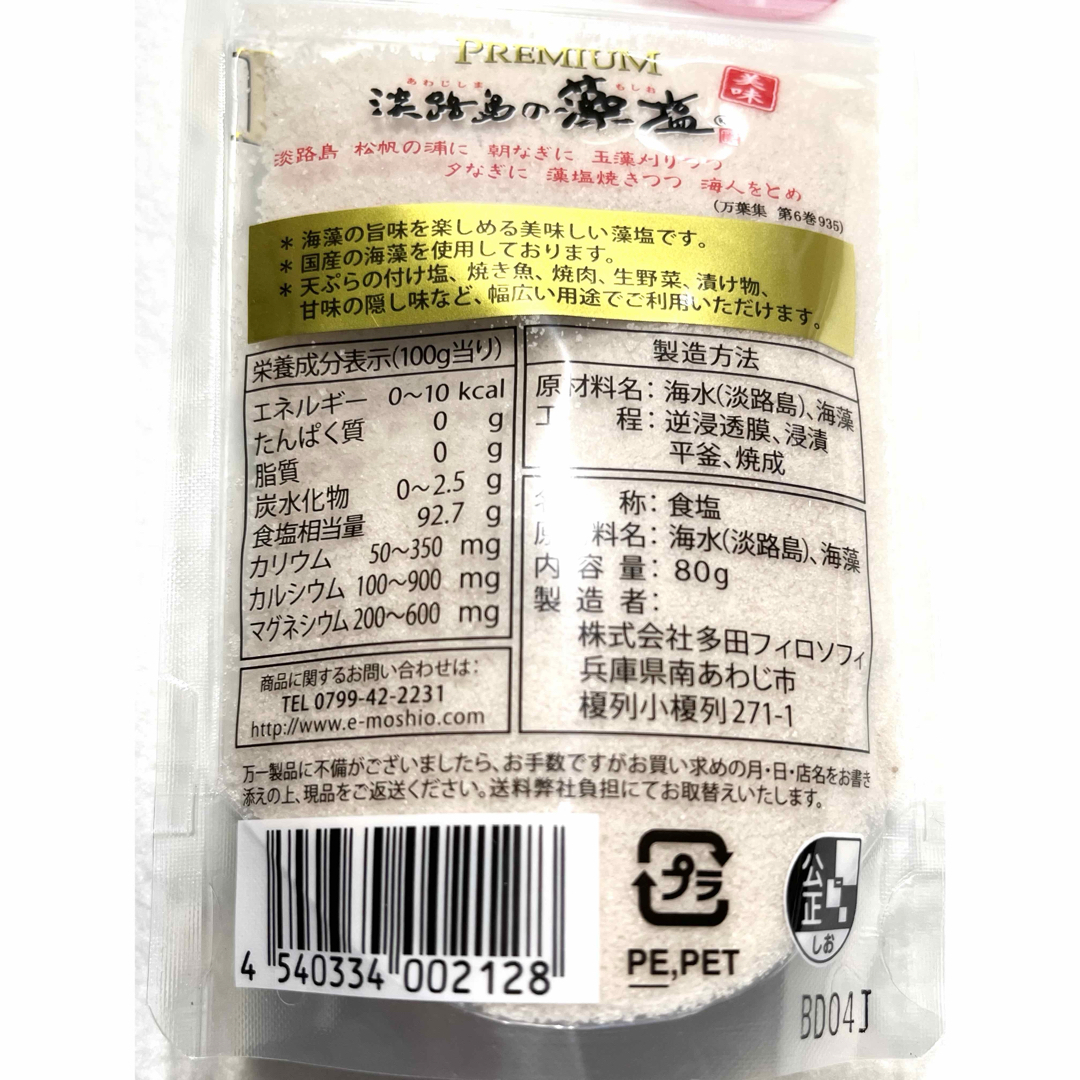 PREMIUM
あわじしま もしお
淡路島の藻塩
美味
淡路島 松帆の浦に 朝なぎに 玉藻刈りつつ
夕なぎに 藻塩焼きつつ 海人をとめ
(万葉集 第6巻935)
＊海藻の旨味を楽しめる美味しい藻塩です。
＊国産の海藻を使用しております。
＊天ぷらの付け塩、焼き魚、焼肉、生野菜、漬け物、
甘味の隠し味など、幅広い用途でご利用いただけます。
栄養成分表示(100g当り)
エネルギー 0〜10 kcal
たんぱく質 0 g
脂質 0 g
炭水化物 0〜2.5 g
食塩相当量 92.7 g
カリウム 50〜350 mg
カルシウム 100〜900 mg
マグネシウム 200〜600 mg
商品に関するお問い合わせは：
TEL 0799-42-2231
http://www.e-moshio.com
製造方法
原材料名：海水(淡路島)、海藻
工程：逆浸透膜、浸漬
平釜、焼成
名称：食塩
原料名：海水(淡路島)、海藻
内容量：80g
製造者：
株式会社多田フィロソフィ
兵庫県南あわじ市
榎列小榎列271-1
万一製品に不備がございましたら、お手数ですがお買い求めの月・日・店名をお書き
添えの上、現品をご返送ください。送料弊社負担にてお取替えいたします。
4 540334 002128
プラ
PE,PET
公正
しお
BD04J